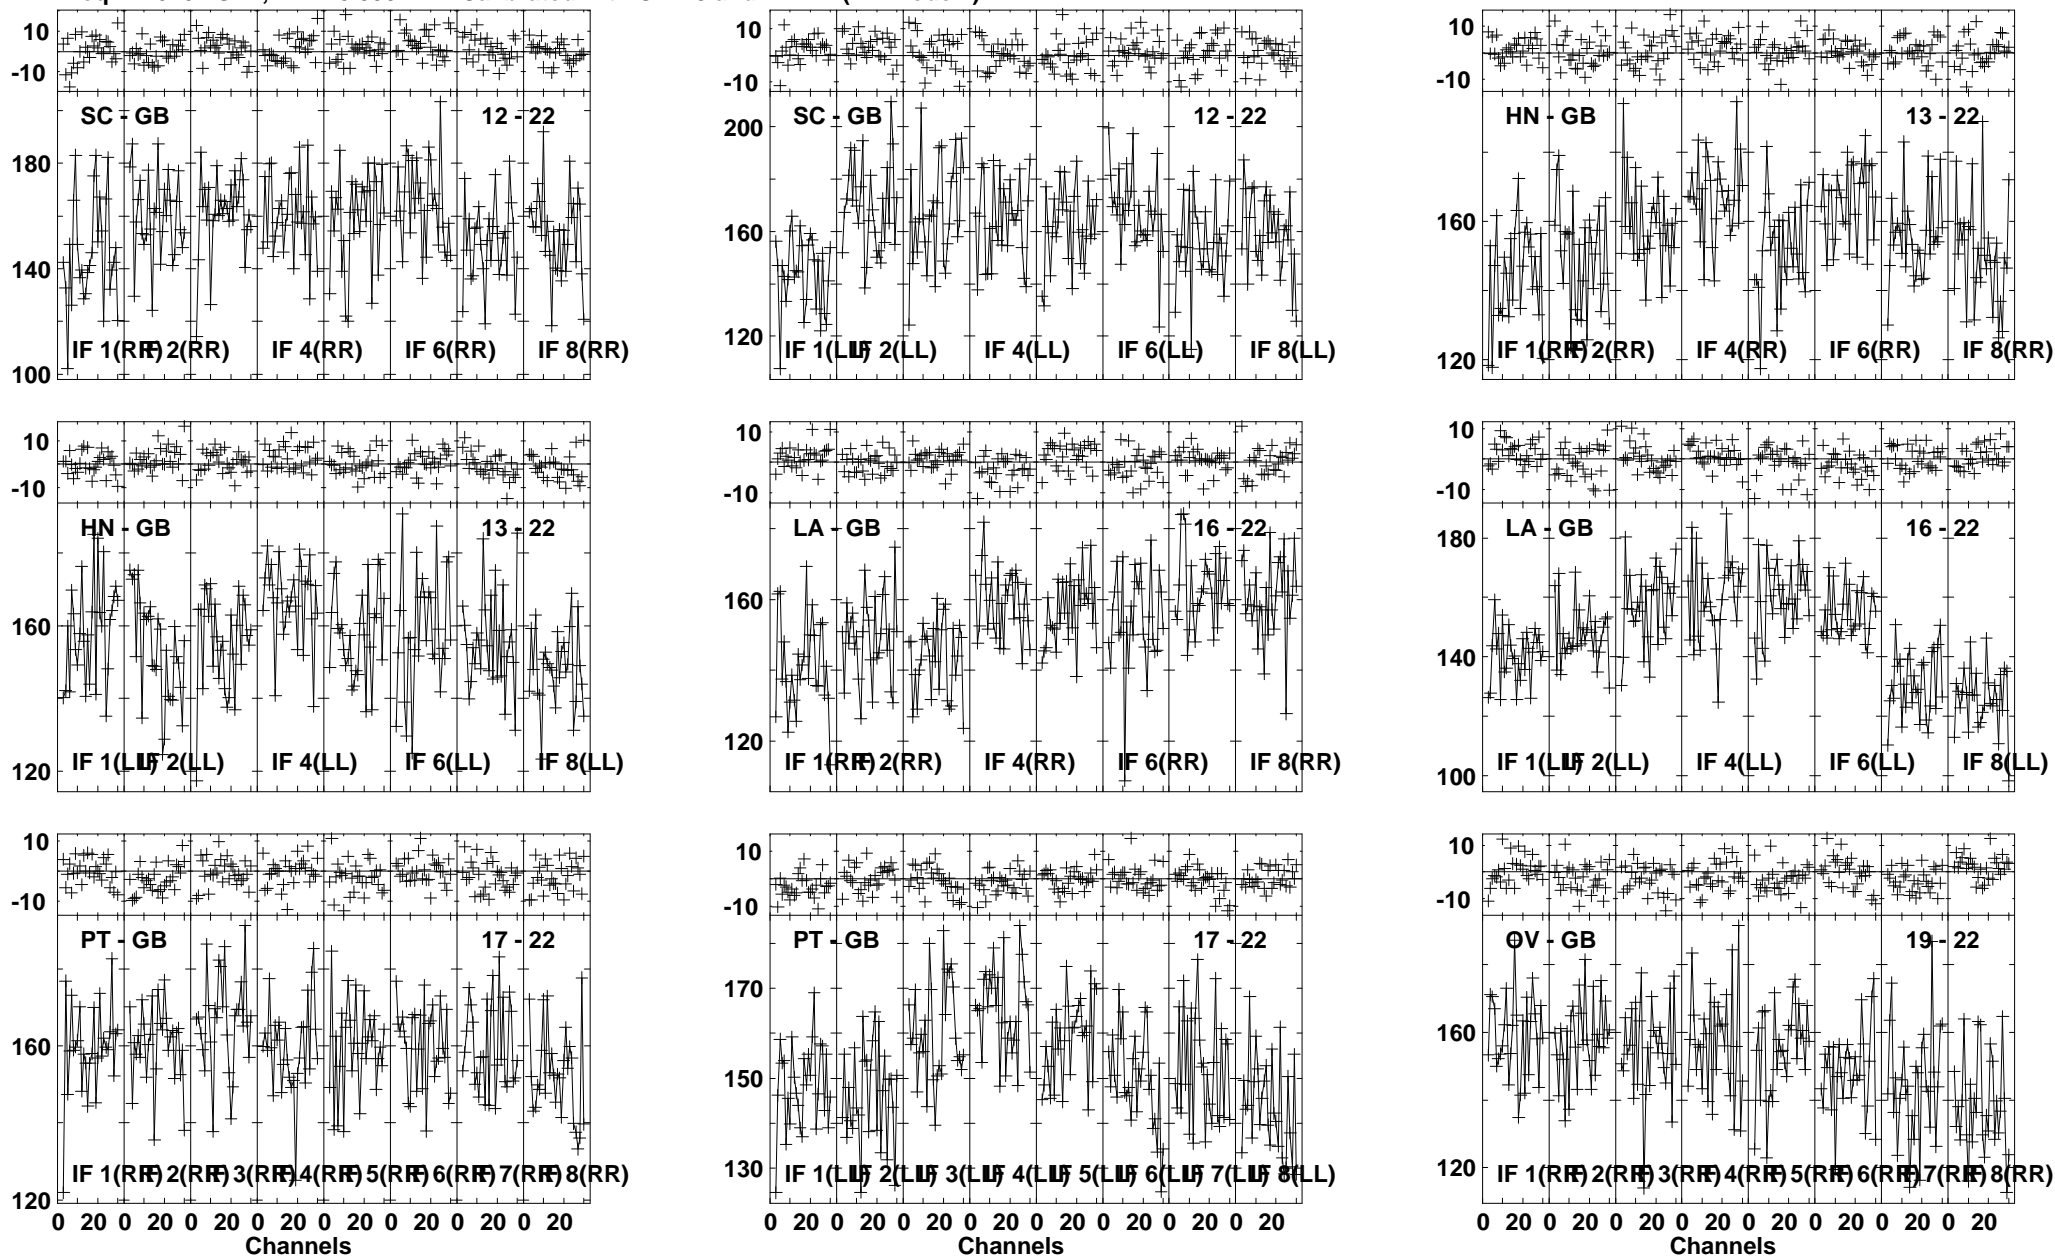 10
-10
SC - GB 12 - 22
180
140
100
IF 1(RR) IF 2(RR) IF 4(RR) IF 6(RR) IF 8(RR)
10
-10
SC - GB 12 - 22
200
160
120
IF 1(LL) IF 2(LL) IF 4(LL) IF 6(LL) IF 8(LL)
10
-10
HN - GB 13 - 22
160
120
IF 1(RR) IF 2(RR) IF 4(RR) IF 6(RR) IF 8(RR)
10
-10
HN - GB 13 - 22
160
120
IF 1(LL) IF 2(LL) IF 4(LL) IF 6(LL) IF 8(LL)
10
-10
LA - GB 16 - 22
160
120
IF 1(RR) IF 2(RR) IF 4(RR) IF 6(RR) IF 8(RR)
10
-10
LA - GB 16 - 22
180
140
100
IF 1(LL) IF 2(LL) IF 4(LL) IF 6(LL) IF 8(LL)
10
-10
PT - GB 17 - 22
160
120
IF 1(RR) IF 2(RR) IF 3(RR) IF 4(RR) IF 5(RR) IF 6(RR) IF 7(RR) IF 8(RR)
0 20 0 20 0 20 0 20 0 20 0 20 0 20 0 20
Channels
10
-10
PT - GB 17 - 22
170
150
130
IF 1(LL) IF 2(LL) IF 3(LL) IF 4(LL) IF 5(LL) IF 6(LL) IF 7(LL) IF 8(LL)
0 20 0 20 0 20 0 20 0 20 0 20 0 20 0 20
Channels
10
-10
OV - GB 19 - 22
160
120
IF 1(RR) IF 2(RR) IF 3(RR) IF 4(RR) IF 5(RR) IF 6(RR) IF 7(RR) IF 8(RR)
0 20 0 20 0 20 0 20 0 20 0 20 0 20 0 20
Channels